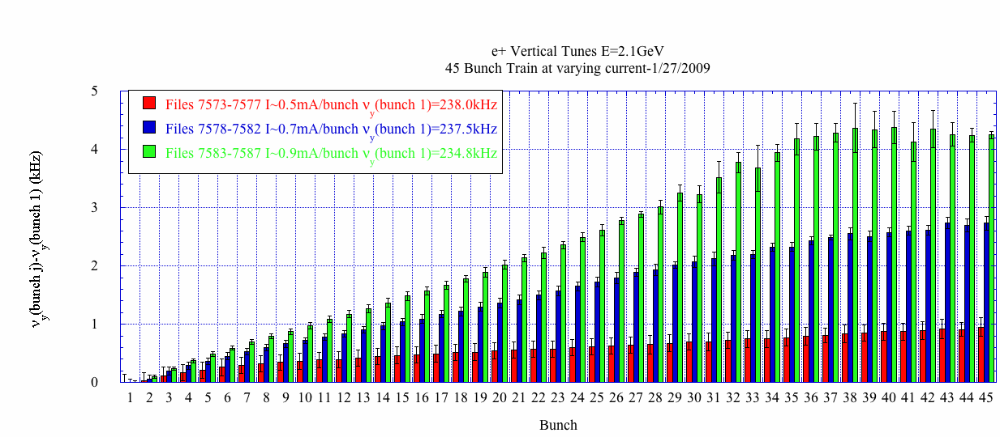 e+ Vertical Tunes E=2.1GeV
45 Bunch Train at varying current-1/27/2009
Files 7573-7577 I~0.5mA/bunch νy(bunch 1)=238.0kHz
Files 7578-7582 I~0.7mA/bunch νy(bunch 1)=237.5kHz
Files 7583-7587 I~0.9mA/bunch νy(bunch 1)=234.8kHz
νy(bunch j)-νy(bunch 1) (kHz)
5
4
3
2
1
0
1 2 3 4 5 6 7 8 9 10 11 12 13 14 15 16 17 18 19 20 21 22 23 24 25 26 27 28 29 30 31 32 33 34 35 36 37 38 39 40 41 42 43 44 45
Bunch